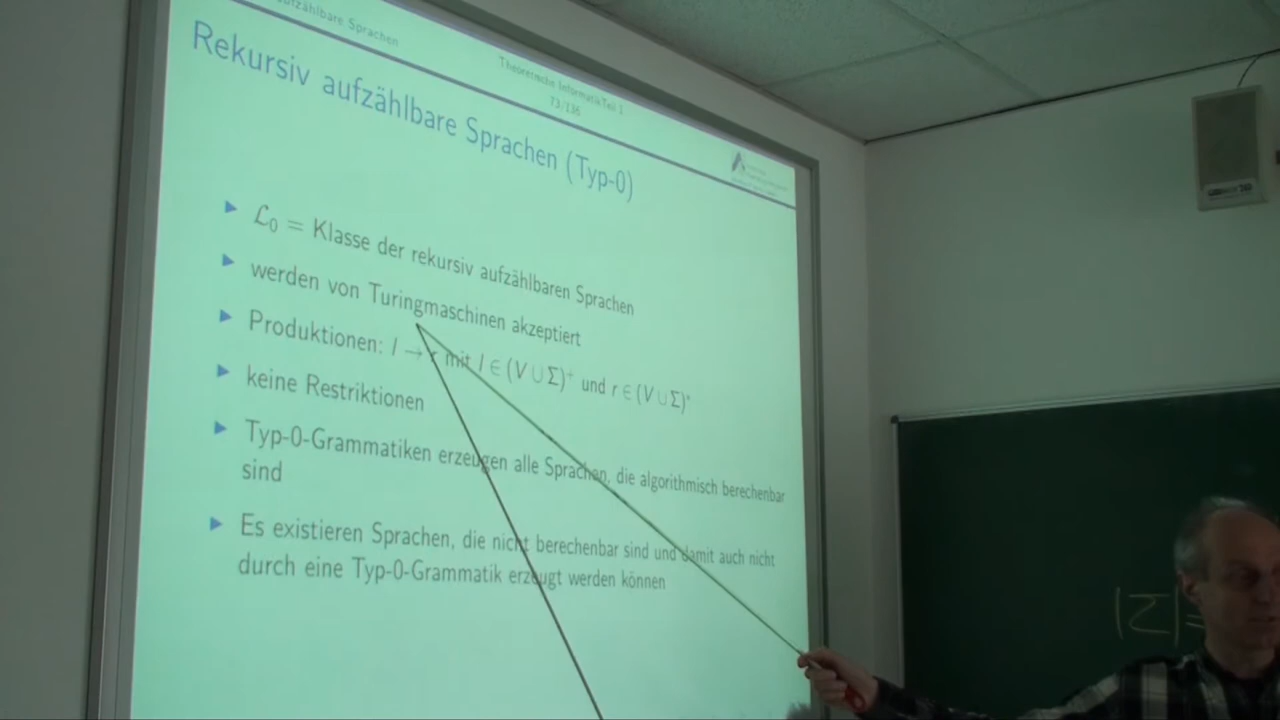 aufzählbare Sprachen
Theoretische Informatik Teil 1
73/136
Rekursiv aufzählbare Sprachen (Typ-0)
ℒ₀ = Klasse der rekursiv aufzählbaren Sprachen
werden von Turingmaschinen akzeptiert
Produktionen: l → r mit l ∈ (V ∪ Σ)⁺ und r ∈ (V ∪ Σ)*
keine Restriktionen
Typ-0-Grammatiken erzeugen alle Sprachen, die algorithmisch berechenbar
sind
Es existieren Sprachen, die nicht berechenbar sind und damit auch nicht
durch eine Typ-0-Grammatik erzeugt werden können
|Σ|=